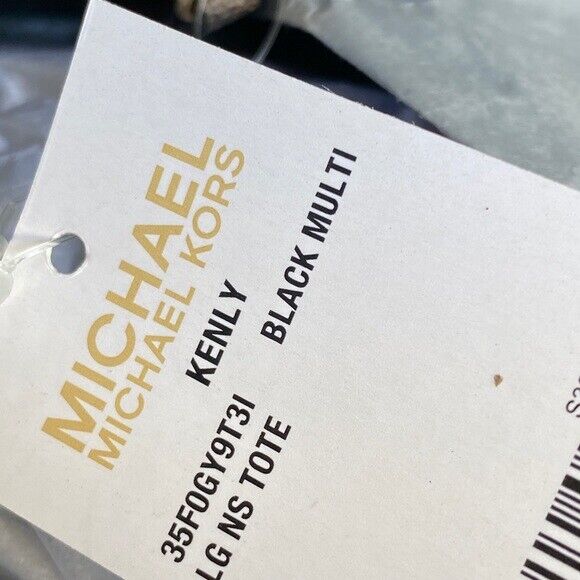 MICHAEL
MICHAEL KORS
KENLY
BLACK MULTI
35F0GY9T3I
LG NS TOTE